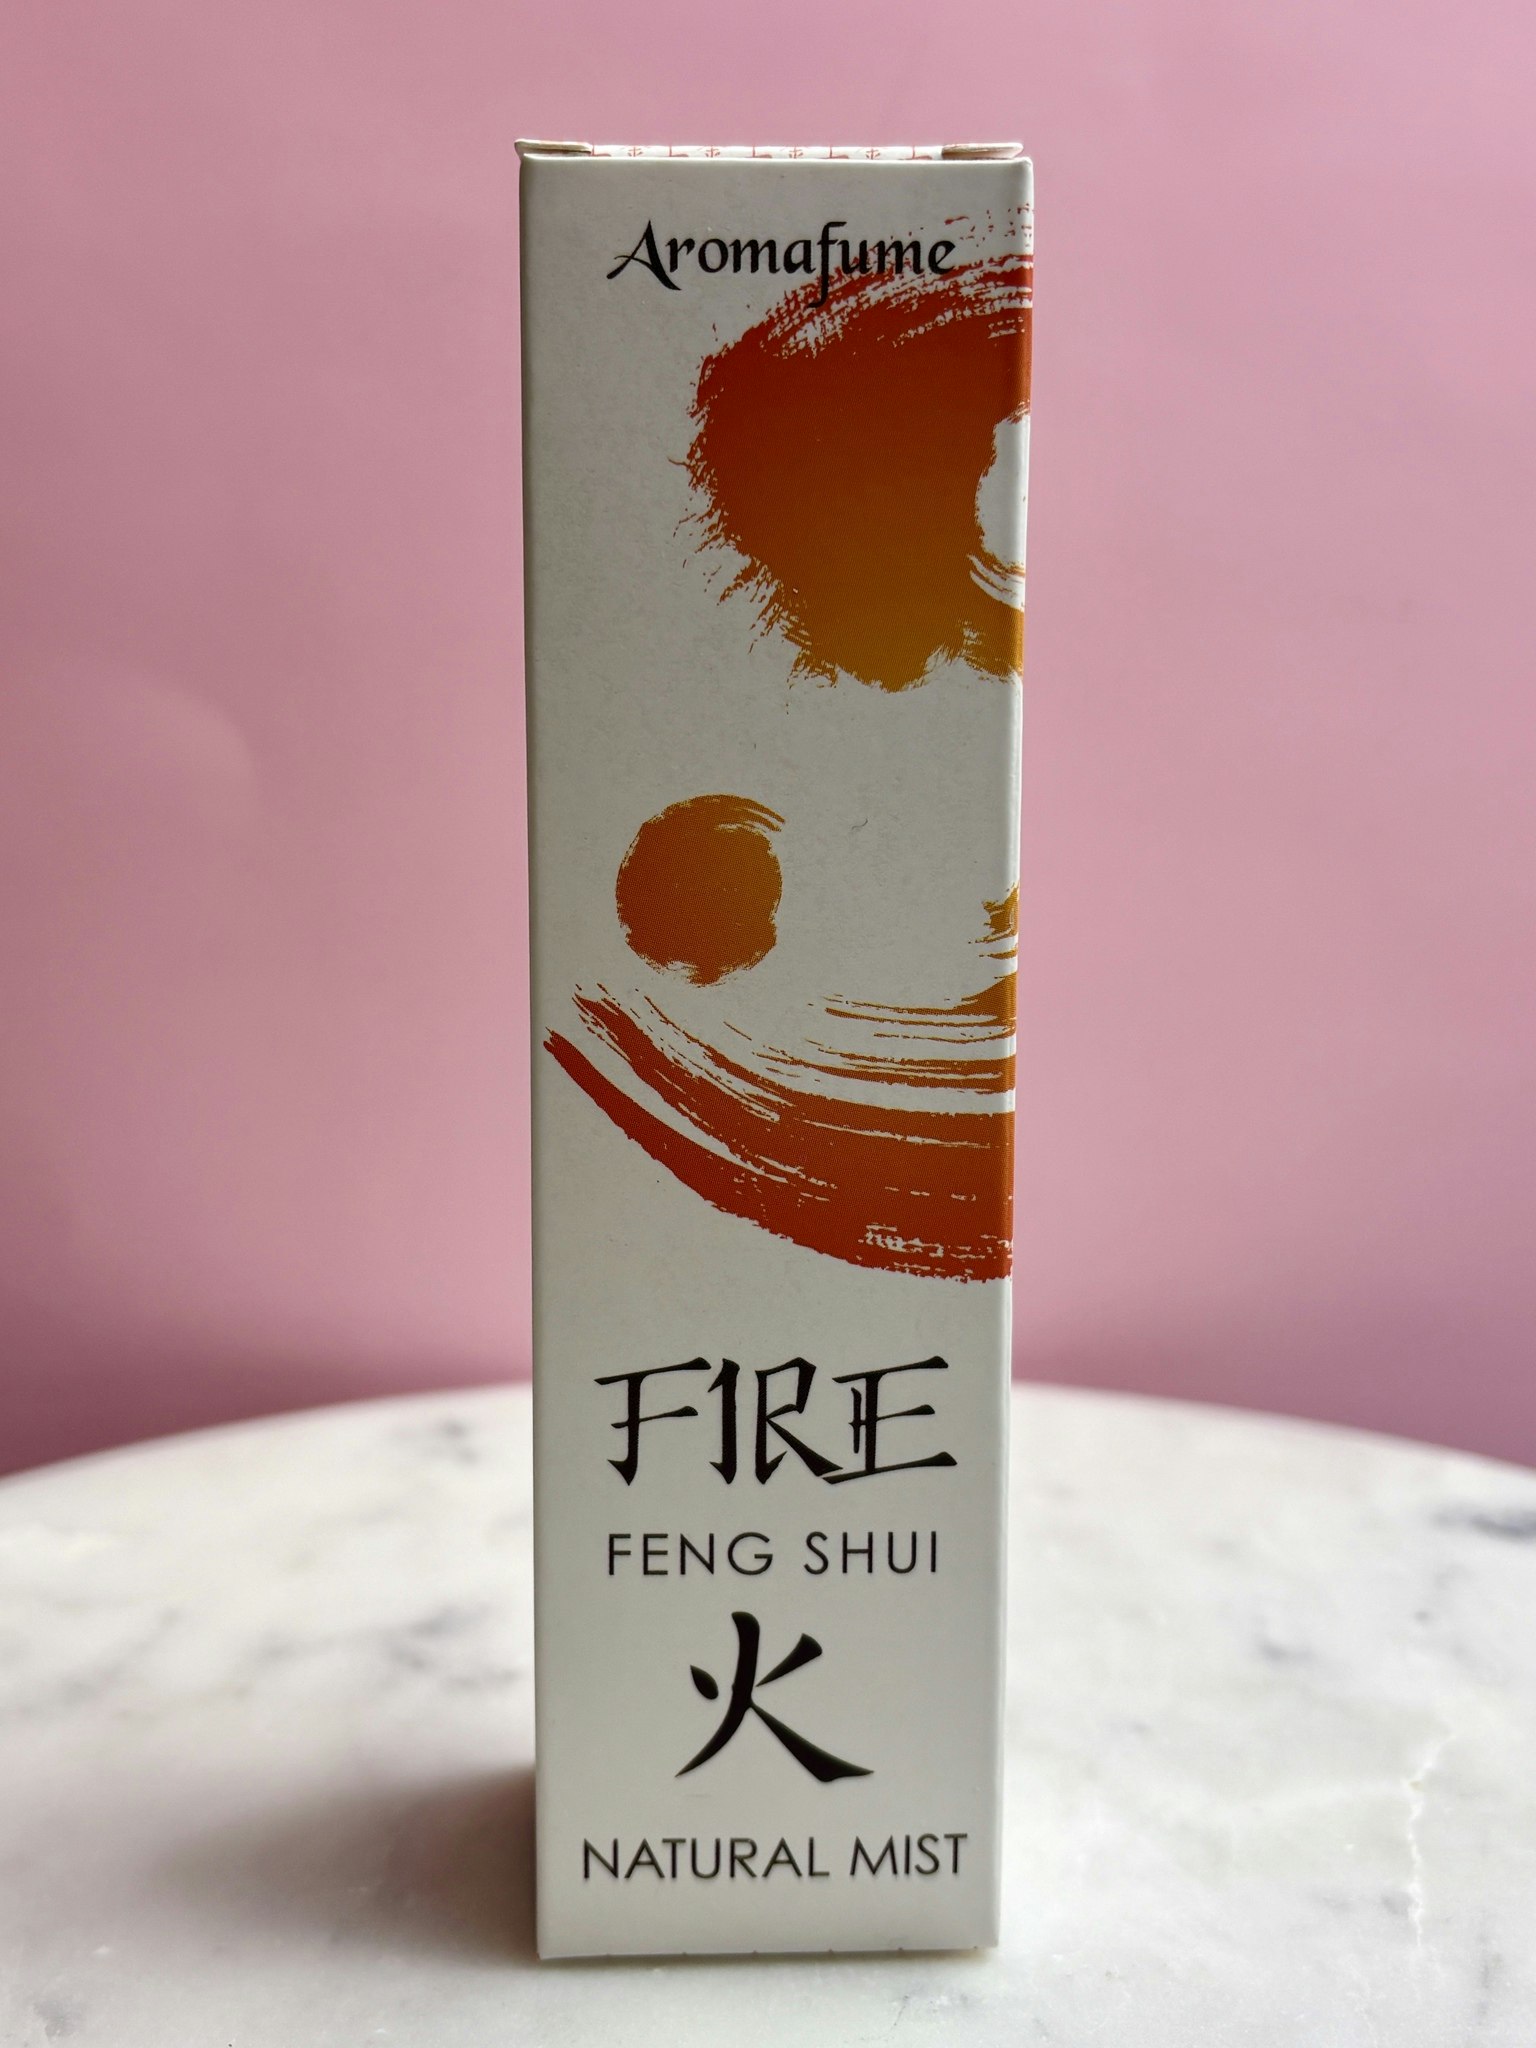 Aromafume
FIRE
FENG SHUI
火
NATURAL MIST